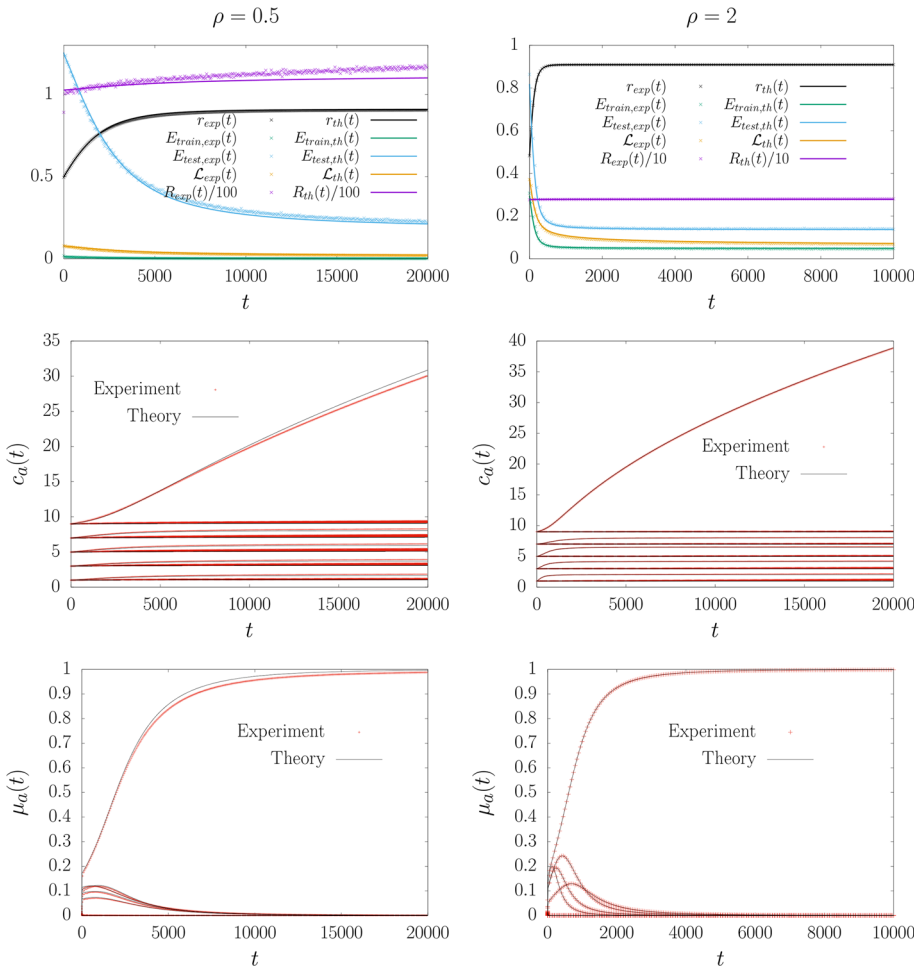 ρ = 0.5
ρ = 2
1
0.5
0
0 5000 10000 15000 20000
t
r_exp(t) r_th(t)
E_train,exp(t) E_train,th(t)
E_test,exp(t) E_test,th(t)
ℒ_exp(t) ℒ_th(t)
R_exp(t)/100 R_th(t)/100
1
0.8
0.6
0.4
0.2
0
0 2000 4000 6000 8000 10000
t
r_exp(t) r_th(t)
E_train,exp(t) E_train,th(t)
E_test,exp(t) E_test,th(t)
ℒ_exp(t) ℒ_th(t)
R_exp(t)/10 R_th(t)/10
c_a(t)
35
30
25
20
15
10
5
0
0 5000 10000 15000 20000
t
Experiment
Theory
c_a(t)
40
35
30
25
20
15
10
5
0
0 5000 10000 15000 20000
t
Experiment
Theory
μ_a(t)
1
0.9
0.8
0.7
0.6
0.5
0.4
0.3
0.2
0.1
0
0 5000 10000 15000 20000
t
Experiment
Theory
μ_a(t)
1
0.9
0.8
0.7
0.6
0.5
0.4
0.3
0.2
0.1
0
0 2000 4000 6000 8000 10000
t
Experiment
Theory